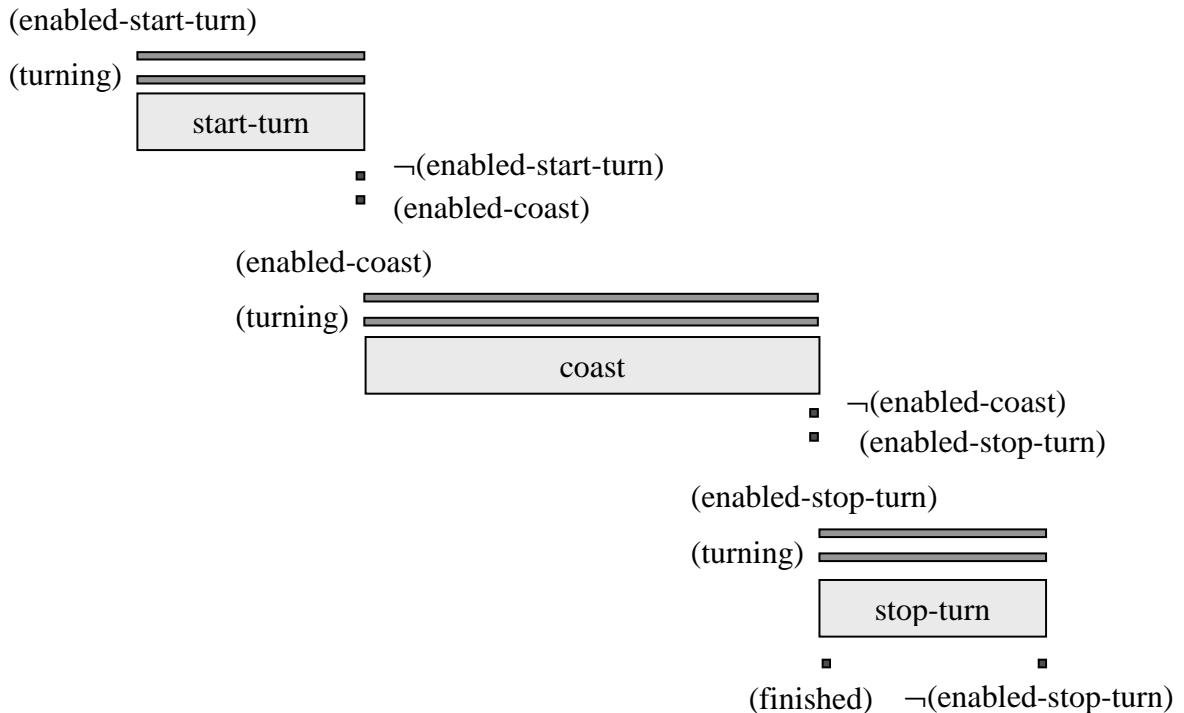 (enabled-start-turn)
(turning)
start-turn
¬(enabled-start-turn)
(enabled-coast)
(enabled-coast)
(turning)
coast
¬(enabled-coast)
(enabled-stop-turn)
(enabled-stop-turn)
(turning)
stop-turn
(finished) ¬(enabled-stop-turn)